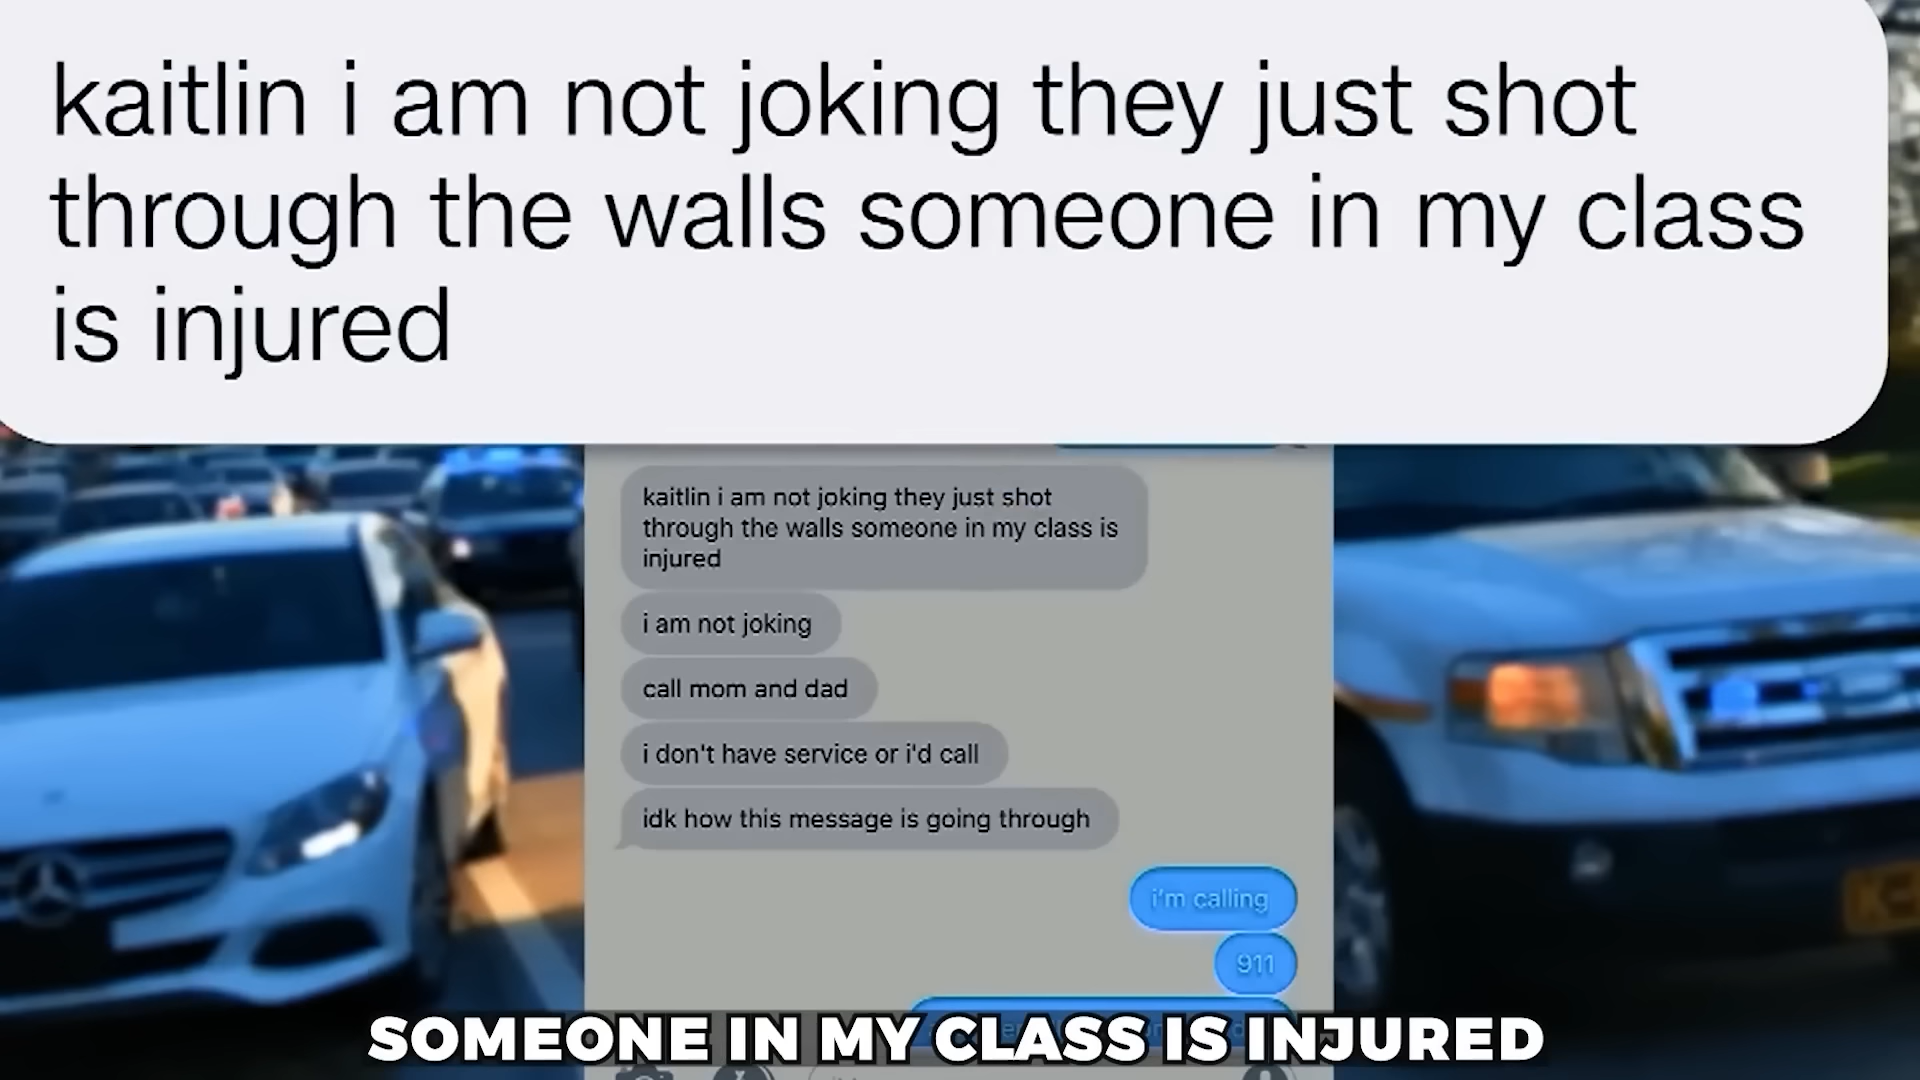 kaitlin i am not joking they just shot
through the walls someone in my class
is injured
kaitlin i am not joking they just shot
through the walls someone in my class is
injured
i am not joking
call mom and dad
i don't have service or i'd call
idk how this message is going through
i'm calling
911
SOMEONE IN MY CLASS IS INJURED